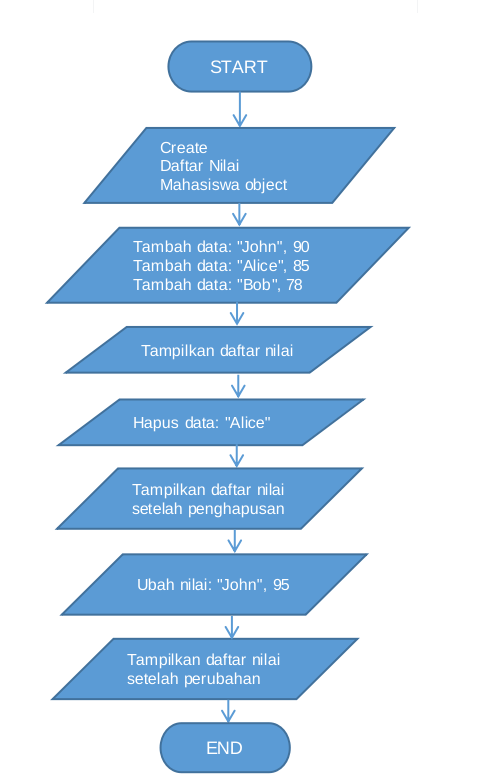 START
Create
Daftar Nilai
Mahasiswa object
Tambah data: "John", 90
Tambah data: "Alice", 85
Tambah data: "Bob", 78
Tampilkan daftar nilai
Hapus data: "Alice"
Tampilkan daftar nilai
setelah penghapusan
Ubah nilai: "John", 95
Tampilkan daftar nilai
setelah perubahan
END